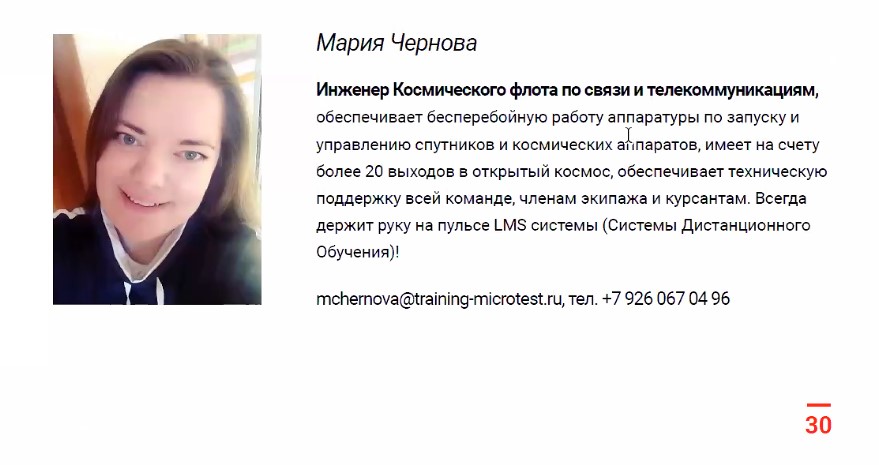 Мария Чернова
Инженер Космического флота по связи и телекоммуникациям,
обеспечивает бесперебойную работу аппаратуры по запуску и
управлению спутников и космических аппаратов, имеет на счету
более 20 выходов в открытый космос, обеспечивает техническую
поддержку всей команде, членам экипажа и курсантам. Всегда
держит руку на пульсе LMS системы (Системы Дистанционного
Обучения)!
mchernova@training-microtest.ru, тел. +7 926 067 04 96
30